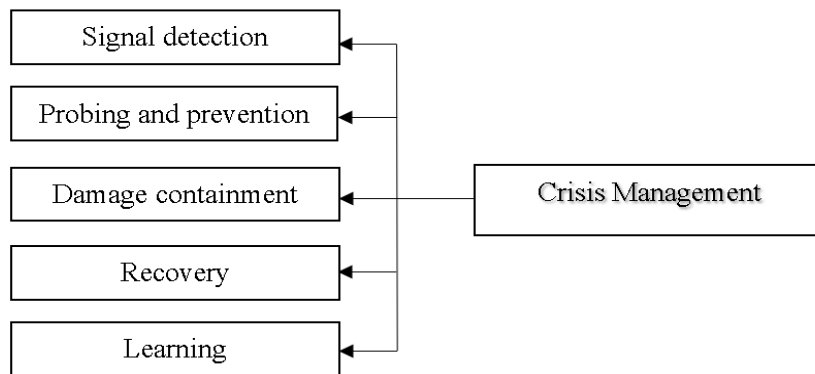 Signal detection
Probing and prevention
Damage containment
Crisis Management
Recovery
Learning